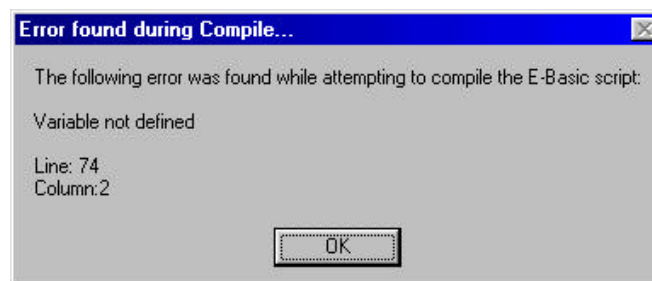 Error found during Compile...
The following error was found while attempting to compile the E-Basic script:
Variable not defined
Line: 74
Column:2
OK